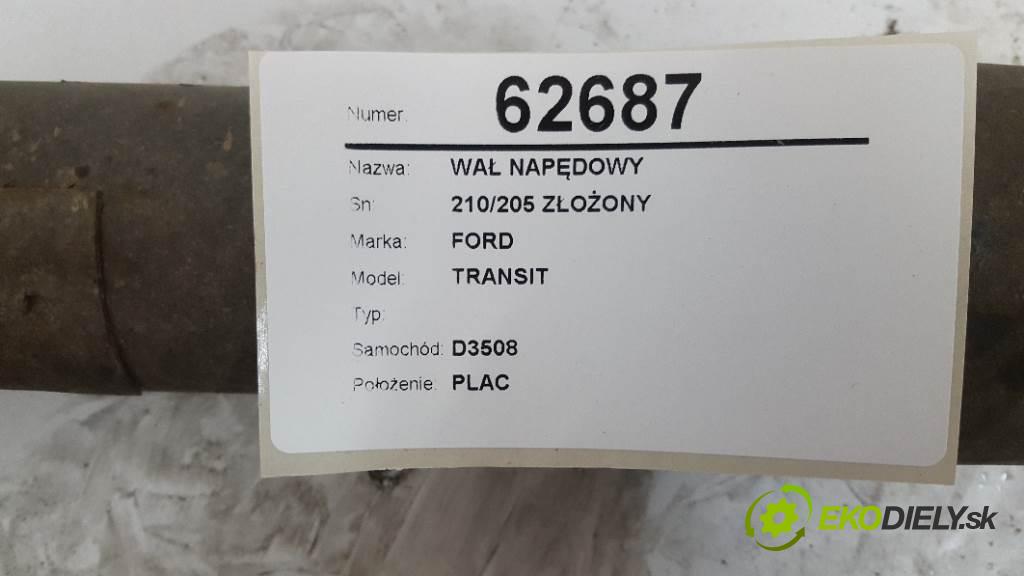 Numer: 62687
Nazwa: WAŁ NAPĘDOWY
Sn: 210/205 ZŁOŻONY
Marka: FORD
Model: TRANSIT
Typ:
Samochód: D3508
Położenie: PLAC
EKODIELY.sk